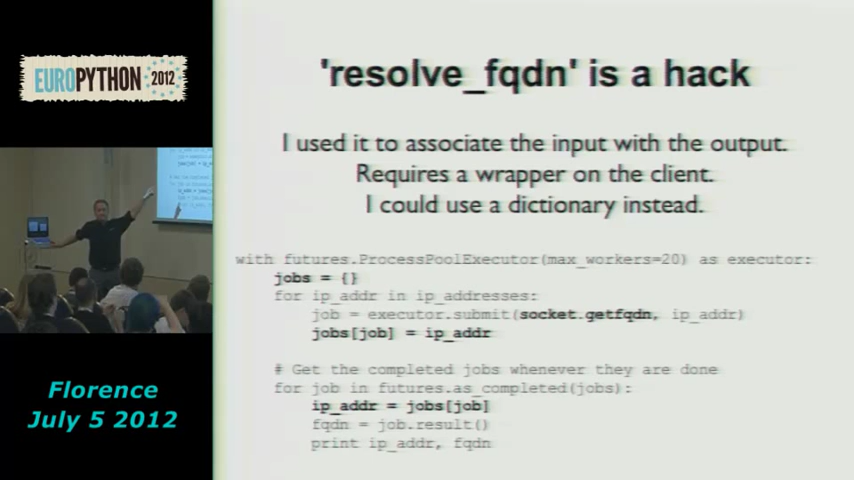 EUROPYTHON 2012
'resolve_fqdn' is a hack
I used it to associate the input with the output.
Requires a wrapper on the client.
I could use a dictionary instead.
with futures.ProcessPoolExecutor(max_workers=20) as executor:
jobs = {}
for ip_addr in ip_addresses:
job = executor.submit(socket.getfqdn, ip_addr)
jobs[job] = ip_addr
# Get the completed jobs whenever they are done
for job in futures.as_completed(jobs):
ip_addr = jobs[job]
fqdn = job.result()
print ip_addr, fqdn
Florence
July 5 2012